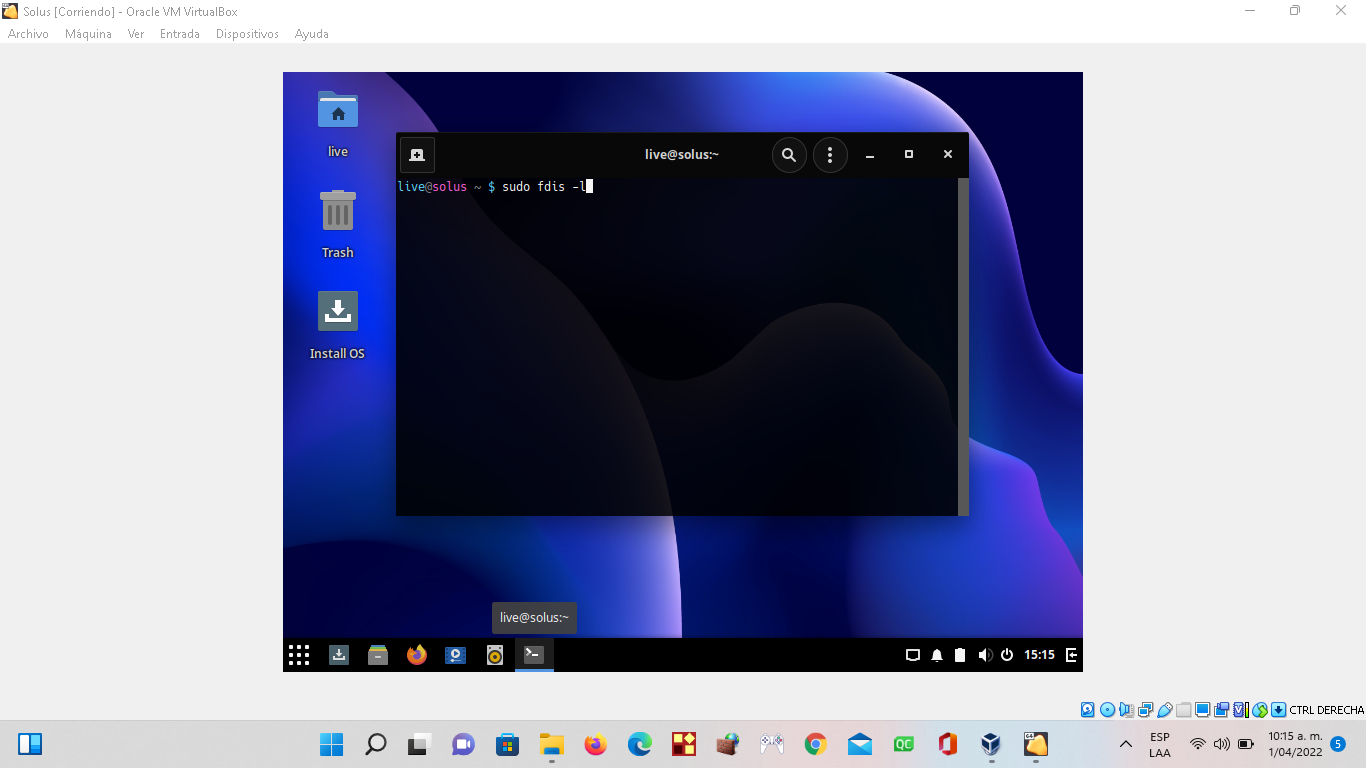 Solus [Corriendo] - Oracle VM VirtualBox
Archivo Máquina Ver Entrada Dispositivos Ayuda
live
Trash
Install OS
live@solus:~
live@solus ~ $ sudo fdis -l
live@solus:~
15:15
CTRL DERECHA
QC
ESP
LAA
10:15 a. m.
1/04/2022
5